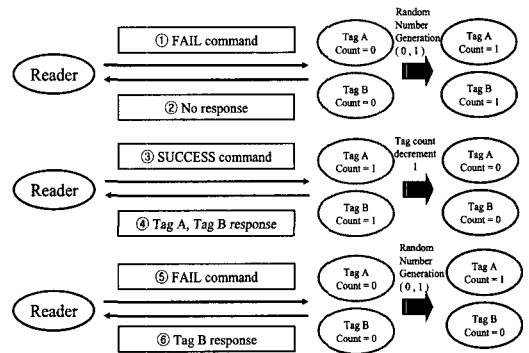 ① FAIL command
Reader
② No response
Tag A
Count = 0
Tag B
Count = 0
Random
Number
Generation
( 0 , 1 )
Tag A
Count = 1
Tag B
Count = 1
③ SUCCESS command
Reader
④ Tag A, Tag B response
Tag A
Count = 1
Tag B
Count = 1
Tag count
decrement
1
Tag A
Count = 0
Tag B
Count = 0
⑤ FAIL command
Reader
⑥ Tag B response
Tag A
Count = 0
Tag B
Count = 0
Random
Number
Generation
( 0 , 1 )
Tag A
Count = 1
Tag B
Count = 0